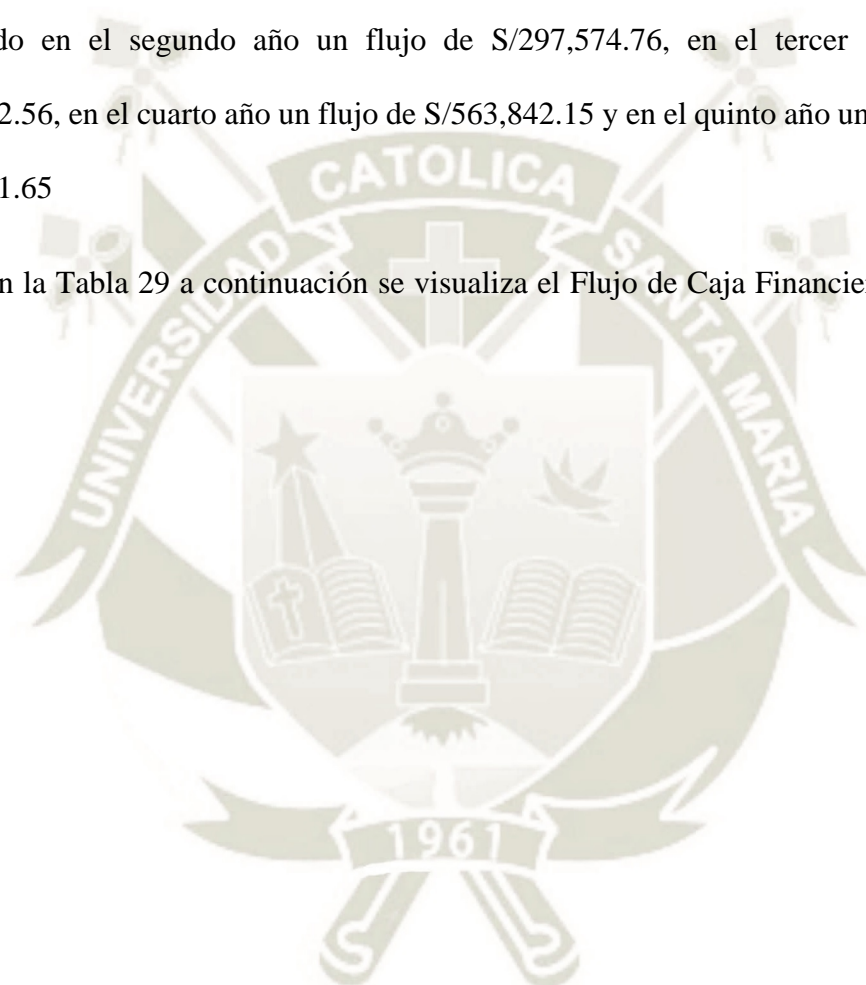 do en el segundo año un flujo de S/297,574.76, en el tercer
2.56, en el cuarto año un flujo de S/563,842.15 y en el quinto año un
1.65
n la Tabla 29 a continuación se visualiza el Flujo de Caja Financie
UNIVERSIDAD CATOLICA SANTA MARIA
1961